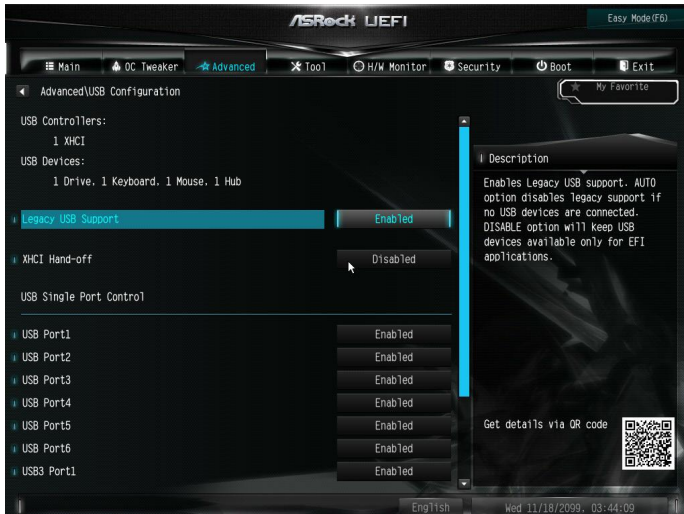 ASRock UEFI
Easy Mode(F6)
Main
OC Tweaker
Advanced
Tool
H/W Monitor
Security
Boot
Exit
Advanced\USB Configuration
My Favorite
USB Controllers:
1 XHCI
USB Devices:
1 Drive, 1 Keyboard, 1 Mouse, 1 Hub
Legacy USB Support Enabled
XHCI Hand-off Disabled
USB Single Port Control
USB Port1 Enabled
USB Port2 Enabled
USB Port3 Enabled
USB Port4 Enabled
USB Port5 Enabled
USB Port6 Enabled
USB3 Port1 Enabled
Description
Enables Legacy USB support. AUTO
option disables legacy support if
no USB devices are connected.
DISABLE option will keep USB
devices available only for EFI
applications.
Get details via QR code
English
Wed 11/18/2099, 03:44:09